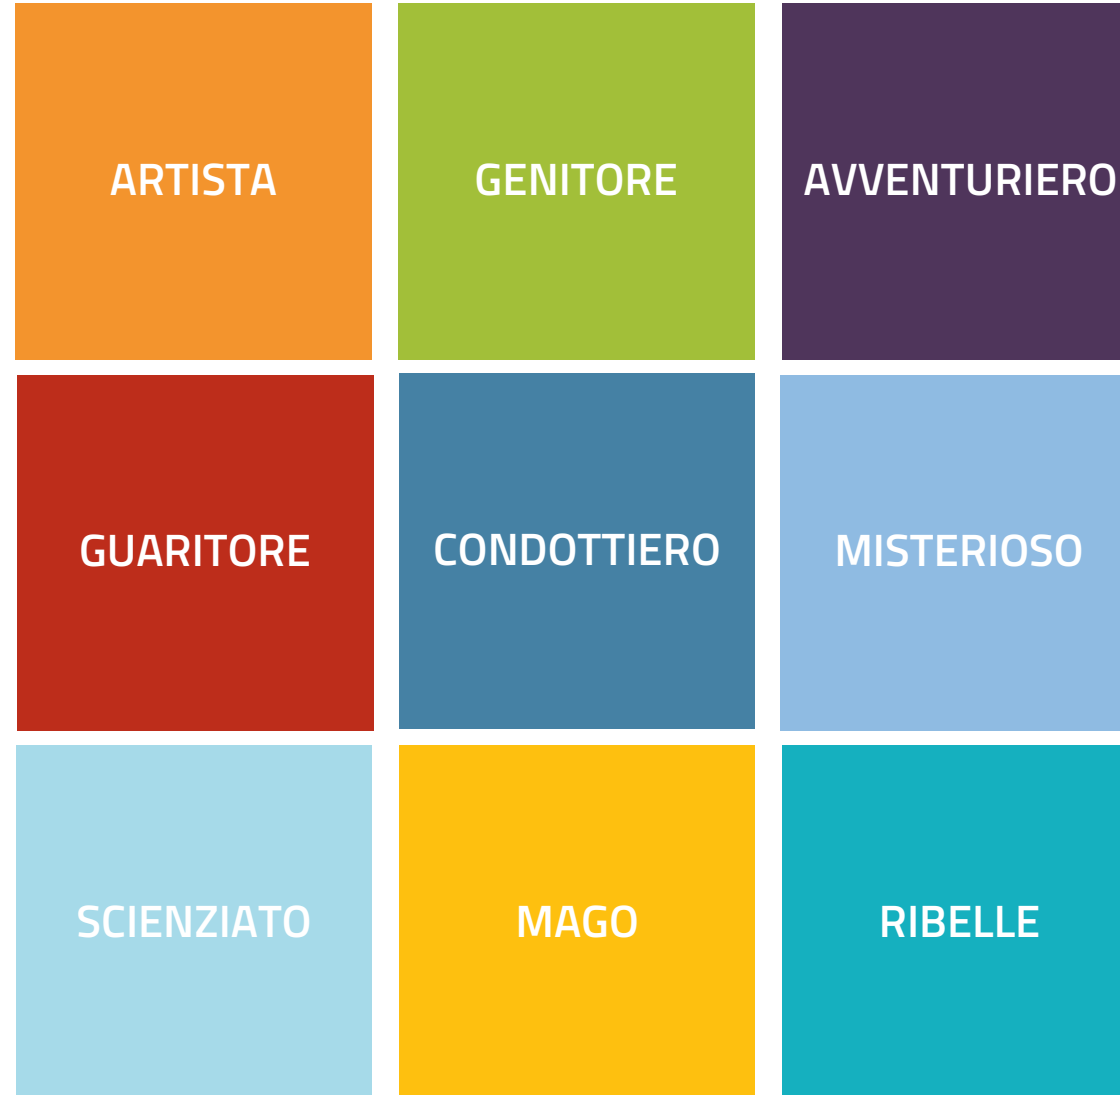 ARTISTA
GENITORE
AVVENTURIERO
GUARITORE
CONDOTTIERO
MISTERIOSO
SCIENZIATO
MAGO
RIBELLE